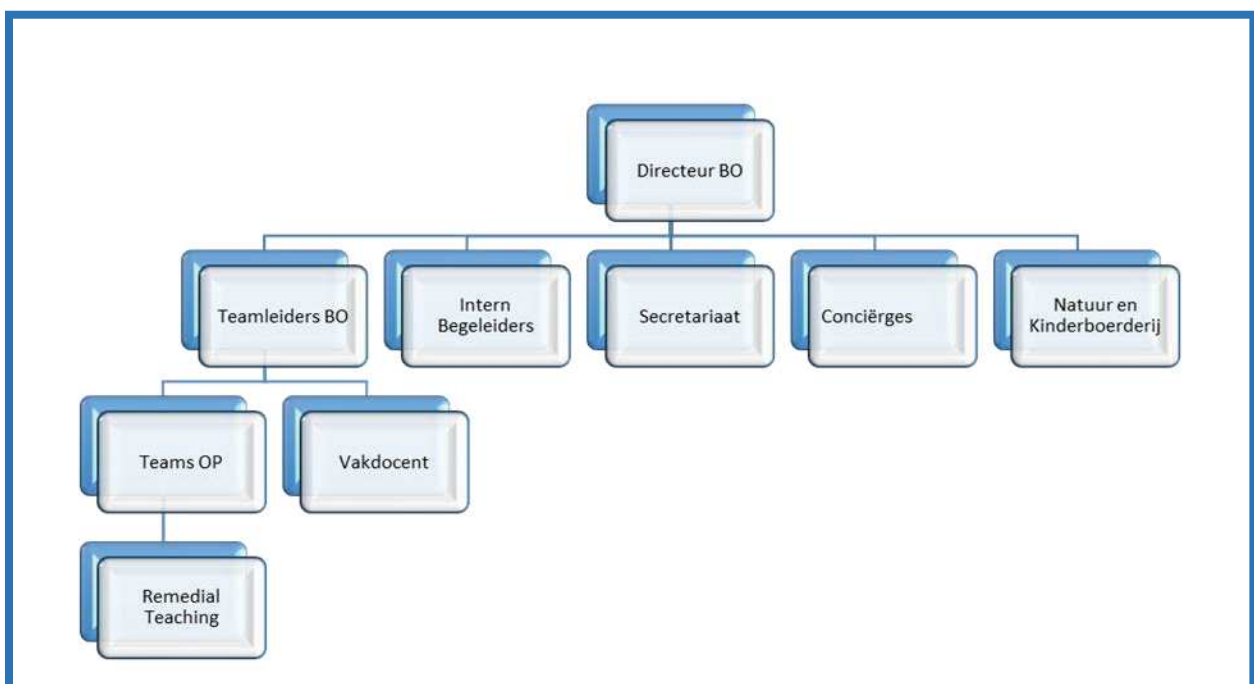 Directeur BO
Teamleiders BO
Intern
Begeleiders
Secretariaat
Conciërges
Natuur en
Kinderboerderij
Teams OP
Vakdocent
Remedial
Teaching